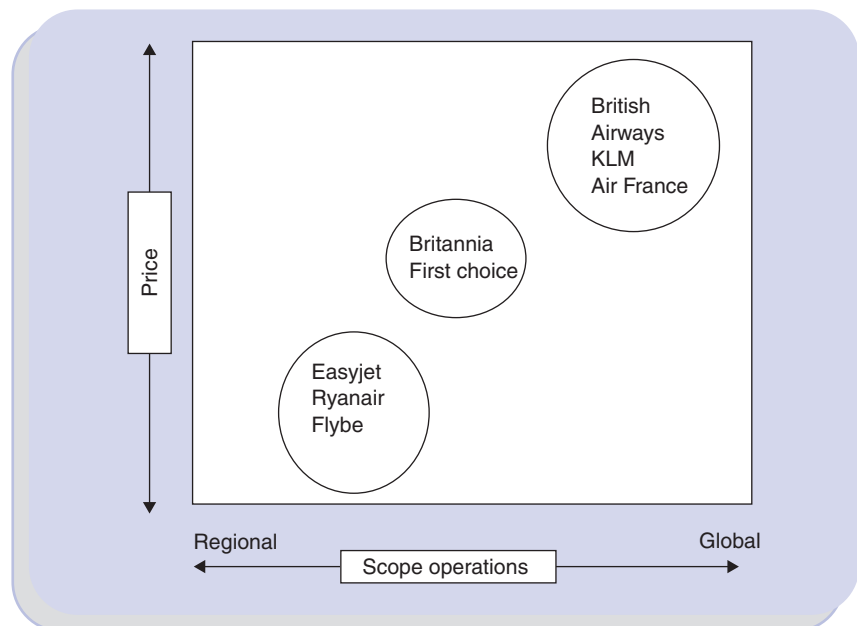 British
Airways
KLM
Air France
Britannia
First choice
Price
Easyjet
Ryanair
Flybe
Regional
Global
Scope operations